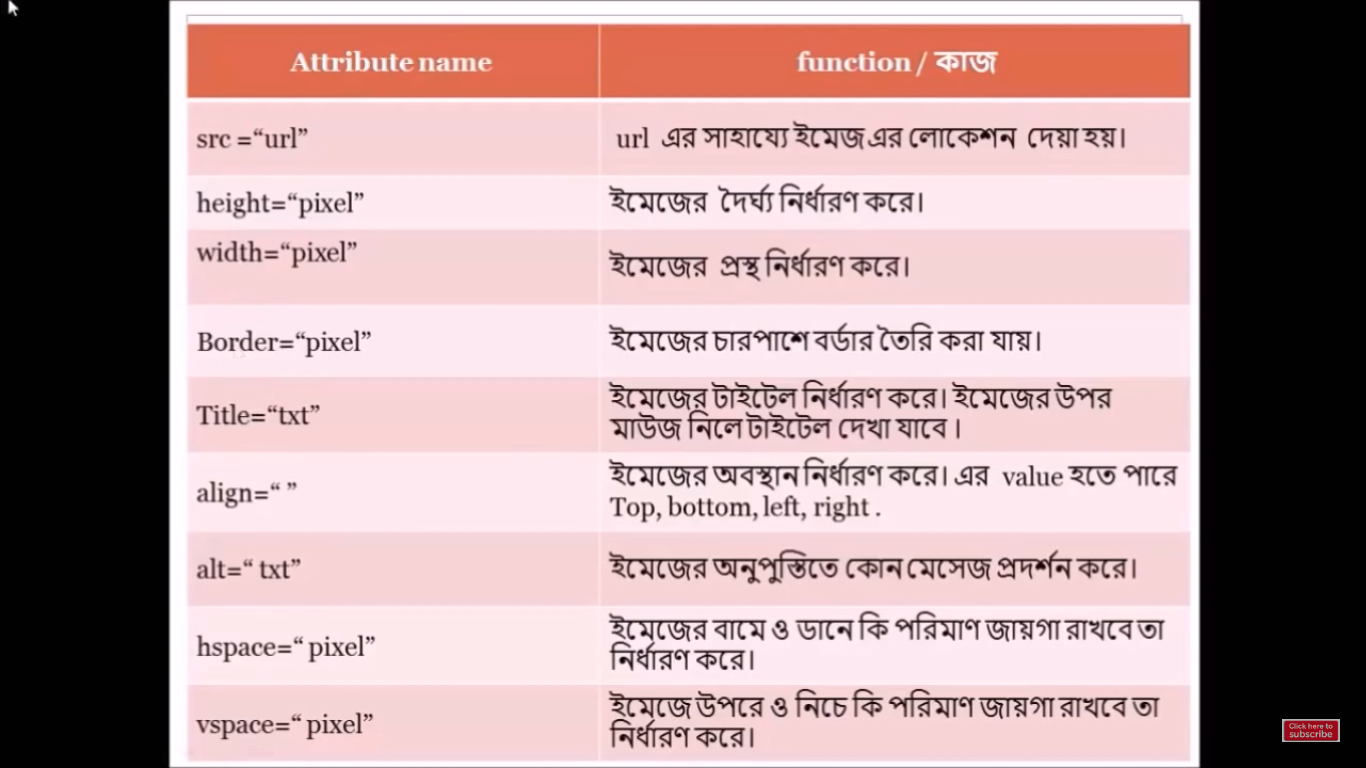 Attribute name
function / কাজ
src =“url”
url এর সাহায্যে ইমেজ এর লোকেশন দেয়া হয়।
height=“pixel”
ইমেজের দৈর্ঘ্য নির্ধারণ করে।
width=“pixel”
ইমেজের প্রস্থ নির্ধারণ করে।
Border=“pixel”
ইমেজের চারপাশে বর্ডার তৈরি করা যায়।
Title=“txt”
ইমেজের টাইটেল নির্ধারণ করে। ইমেজের উপর
মাউজ নিলে টাইটেল দেখা যাবে ।
align=“ ”
ইমেজের অবস্থান নির্ধারণ করে। এর value হতে পারে
Top, bottom, left, right .
alt=“ txt”
ইমেজের অনুপুস্তিতে কোন মেসেজ প্রদর্শন করে।
hspace=“ pixel”
ইমেজের বামে ও ডানে কি পরিমাণ জায়গা রাখবে তা
নির্ধারণ করে।
vspace=“ pixel”
ইমেজে উপরে ও নিচে কি পরিমাণ জায়গা রাখবে তা
নির্ধারণ করে।
Click here to
subscribe